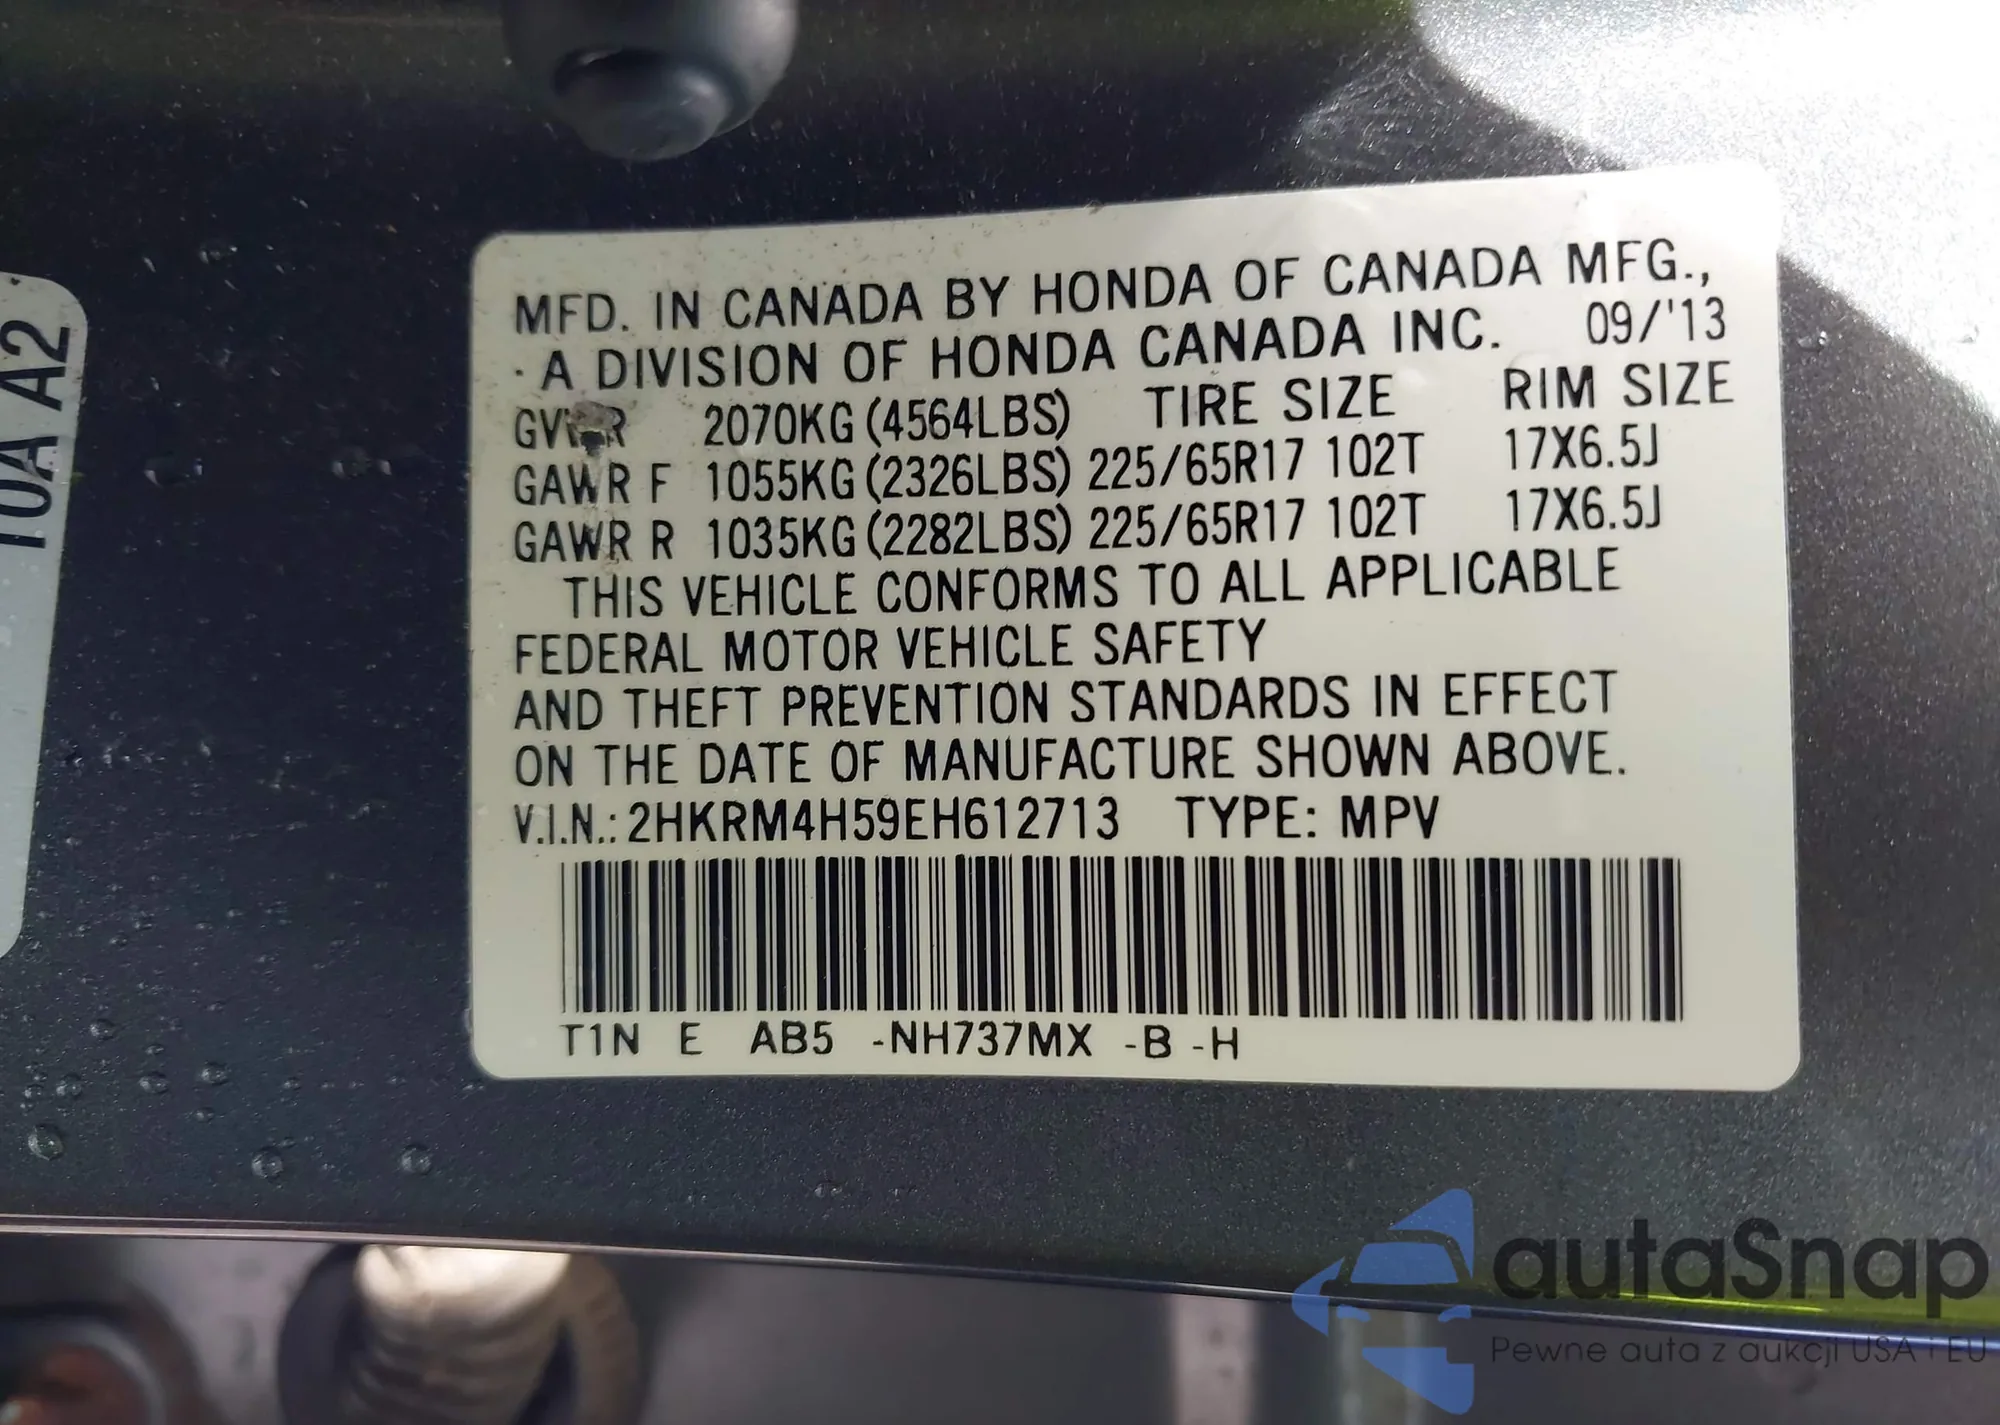 10A A2
MFD. IN CANADA BY HONDA OF CANADA MFG.,
A DIVISION OF HONDA CANADA INC. 09/'13
GVWR 2070KG (4564LBS) TIRE SIZE RIM SIZE
GAWR F 1055KG (2326LBS) 225/65R17 102T 17X6.5J
GAWR R 1035KG (2282LBS) 225/65R17 102T 17X6.5J
THIS VEHICLE CONFORMS TO ALL APPLICABLE
FEDERAL MOTOR VEHICLE SAFETY
AND THEFT PREVENTION STANDARDS IN EFFECT
ON THE DATE OF MANUFACTURE SHOWN ABOVE.
V.I.N.: 2HKRM4H59EH612713 TYPE: MPV
T1N E AB5 -NH737MX -B -H
autaSnap
Pewne auta z aukcji USA i EU